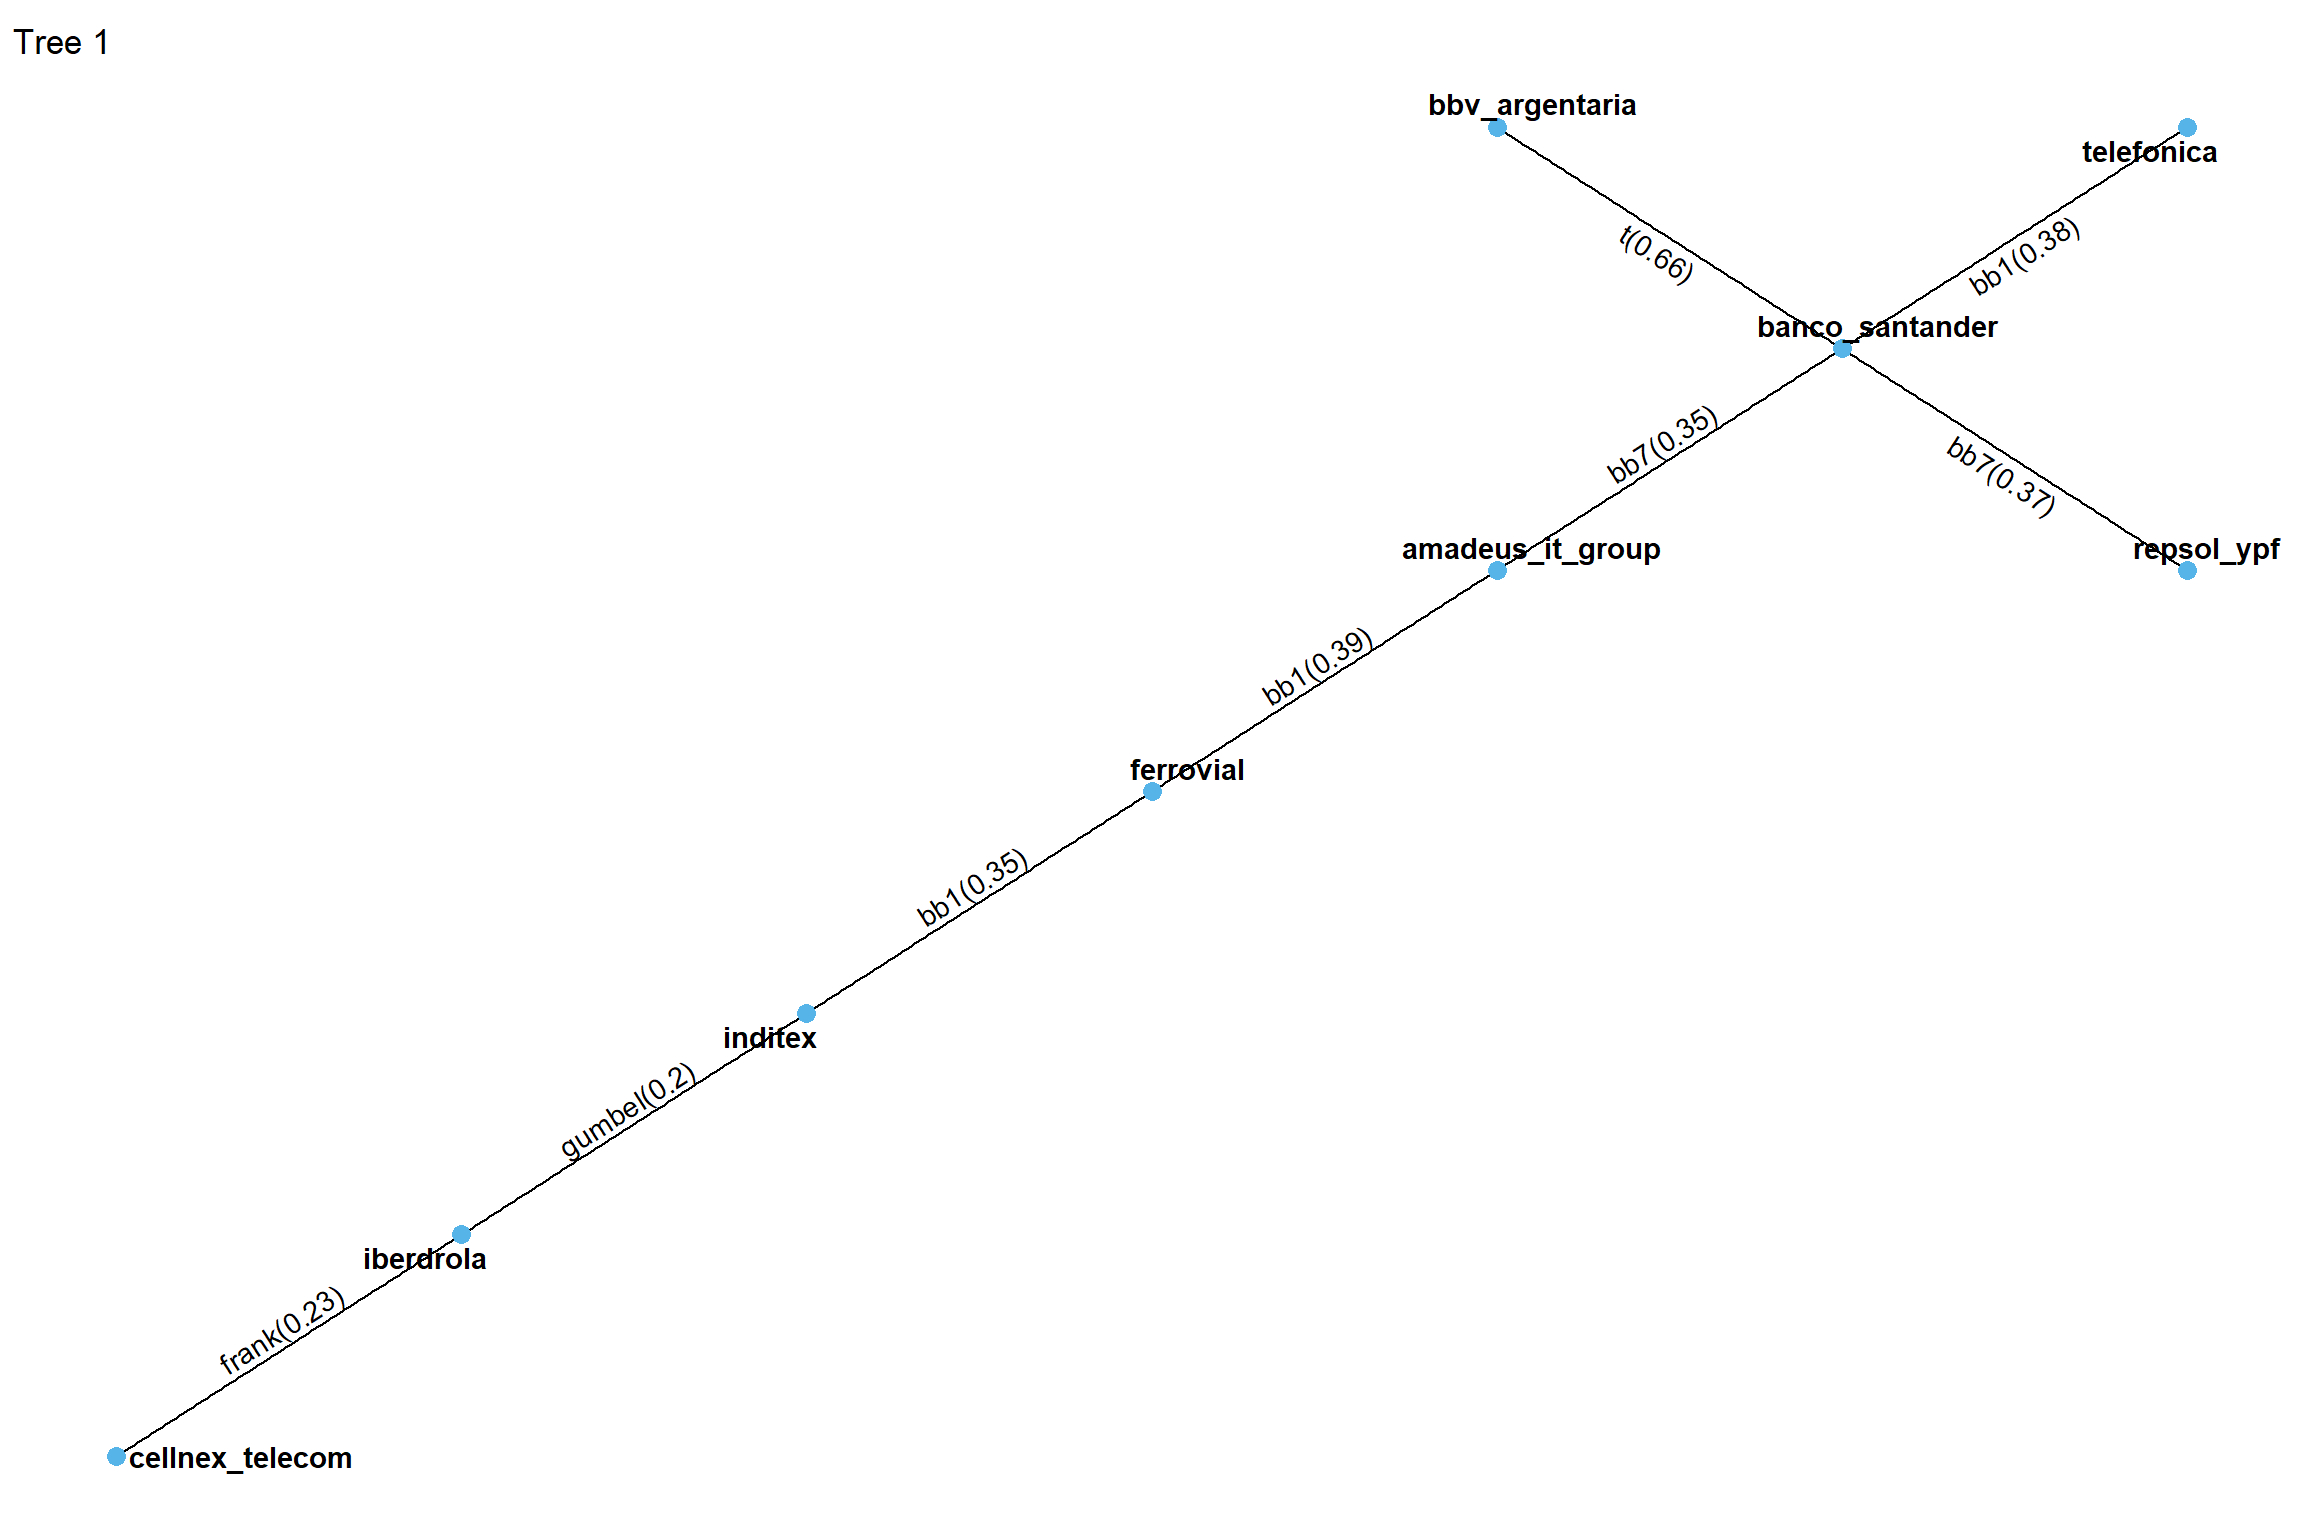 Tree 1
bbv_argentaria
telefonica
t(0.66)
bb1(0.38)
banco_santander
bb7(0.35)
bb7(0.37)
amadeus_it_group
repsol_ypf
bb1(0.39)
ferrovial
bb1(0.35)
inditex
gumbel(0.2)
iberdrola
frank(0.23)
cellnex_telecom